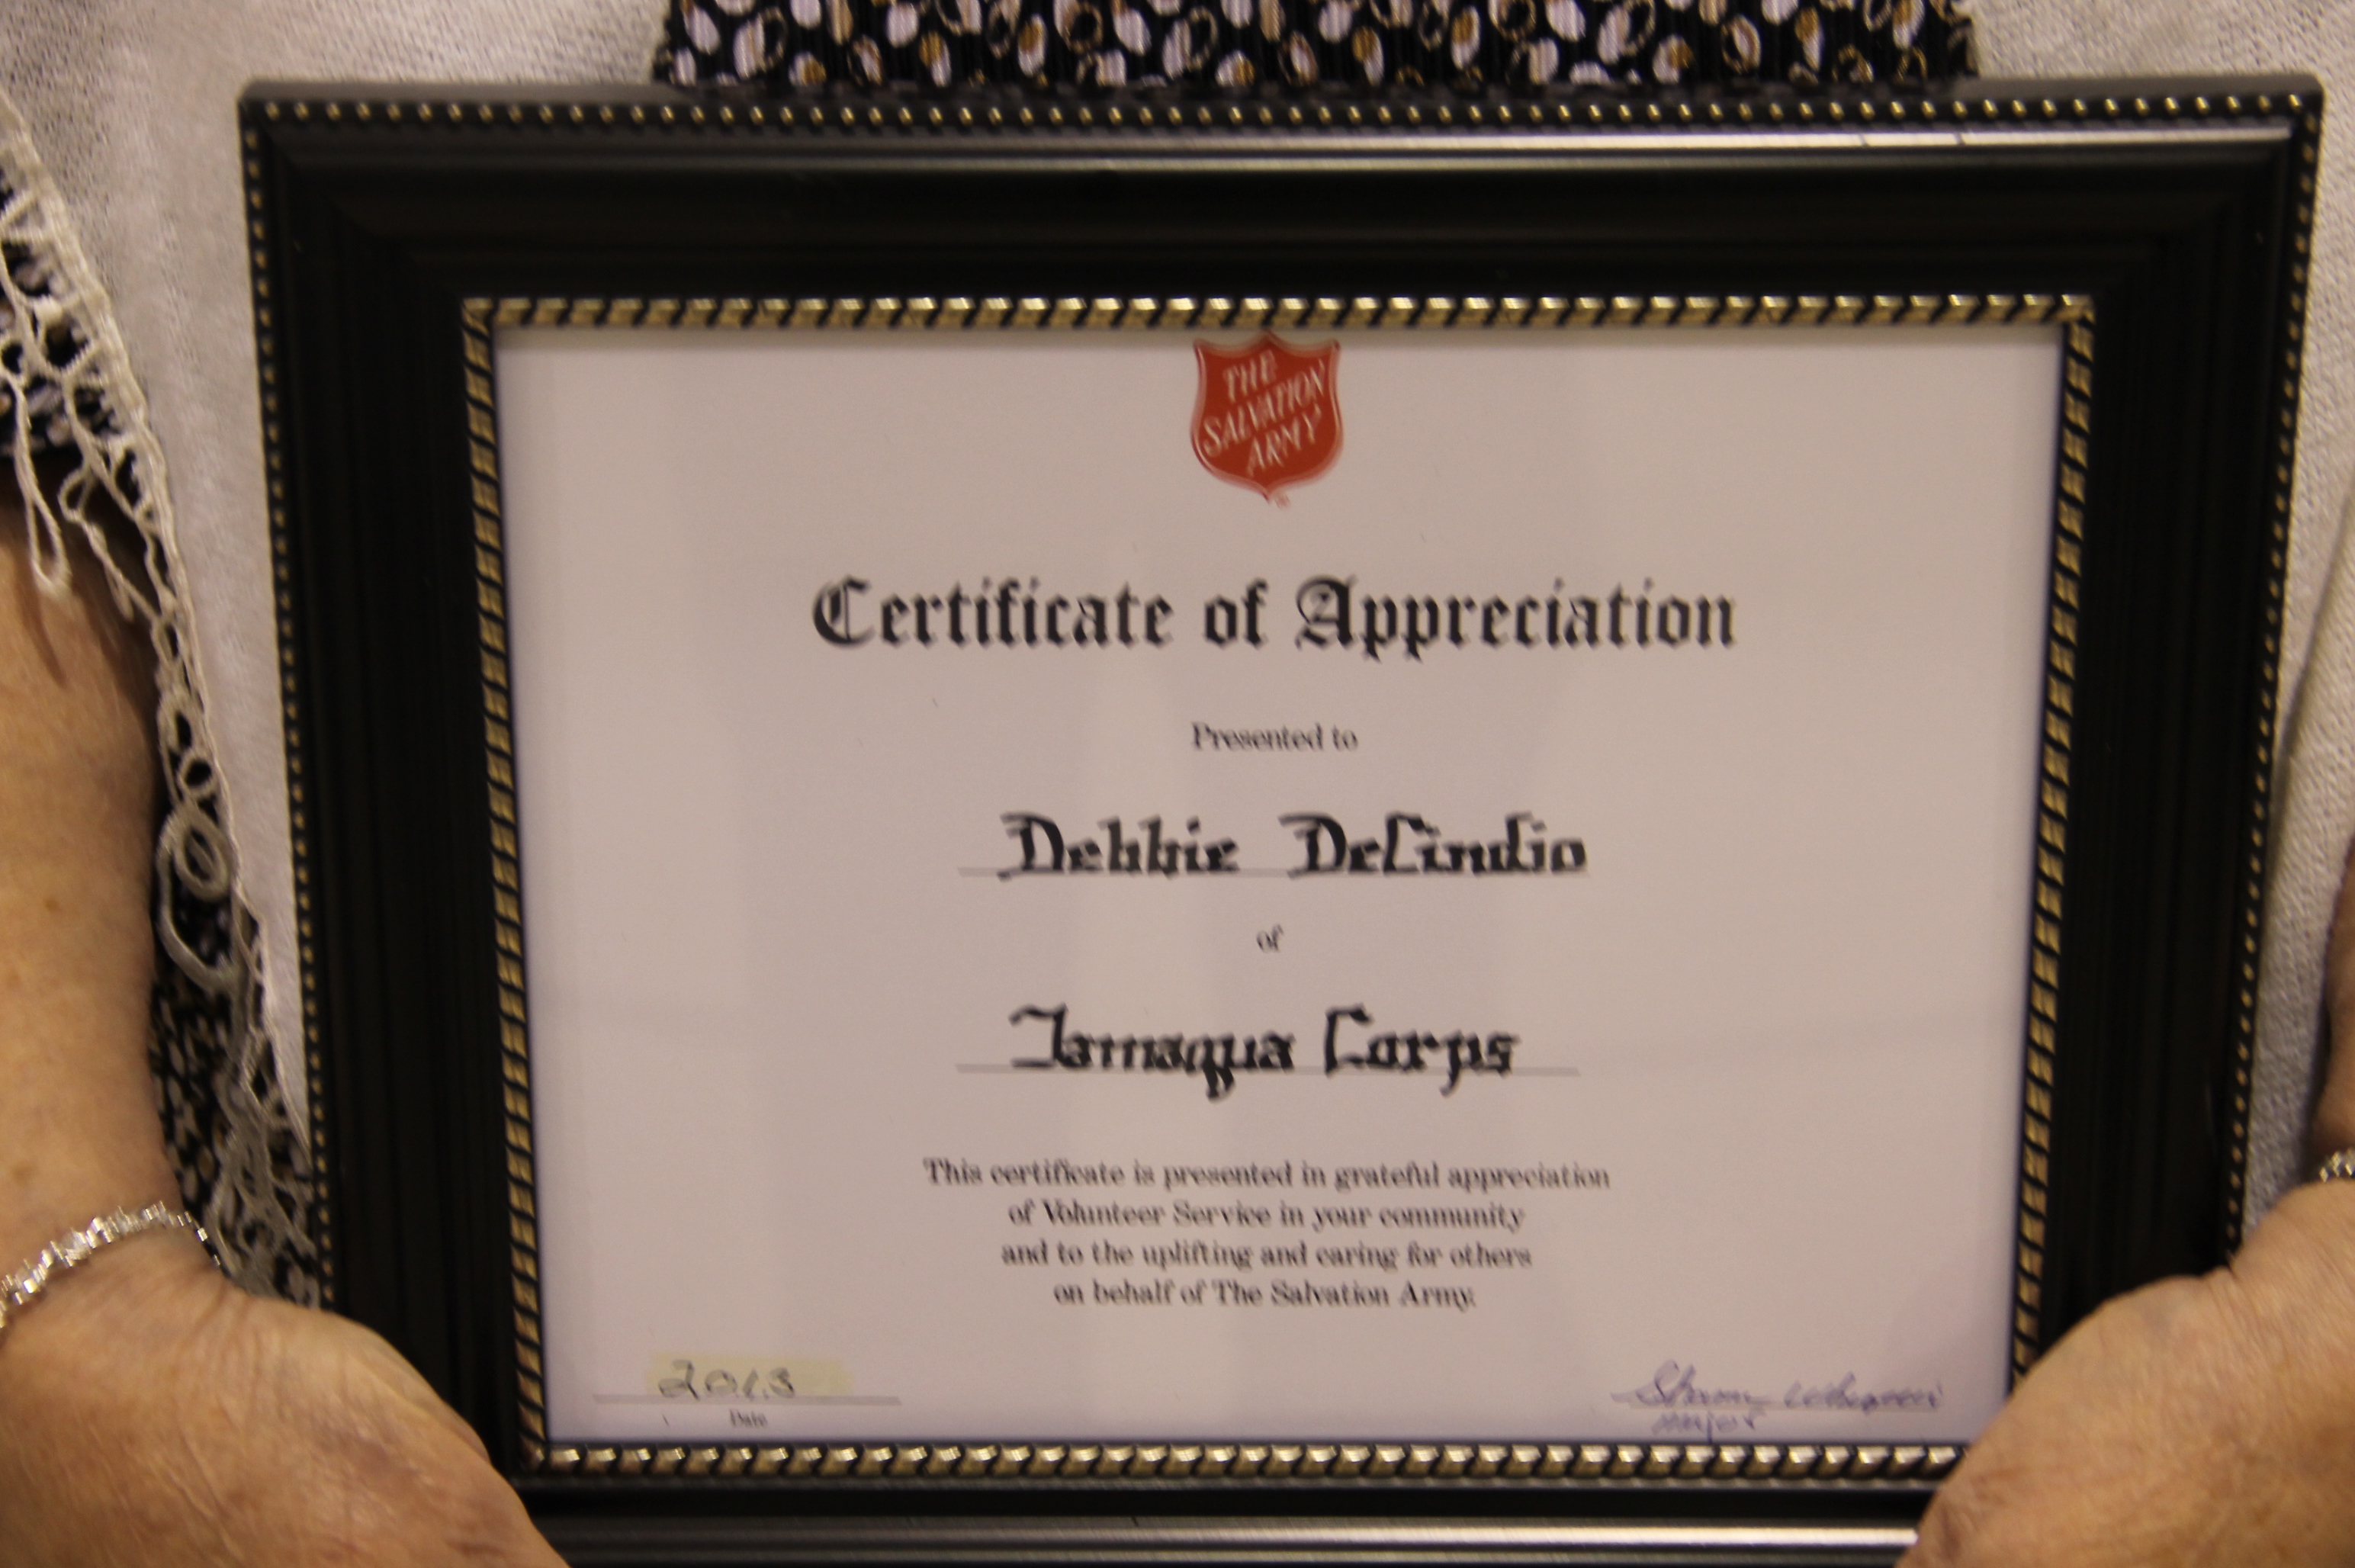 THE
SALVATION
ARMY
Certificate of Appreciation
Presented to
Debbie DeCindio
of
Tamaqua Corps
This certificate is presented in grateful appreciation
of Volunteer Service in your community
and to the uplifting and caring for others
on behalf of The Salvation Army.
2013
Date
Sharon
Major